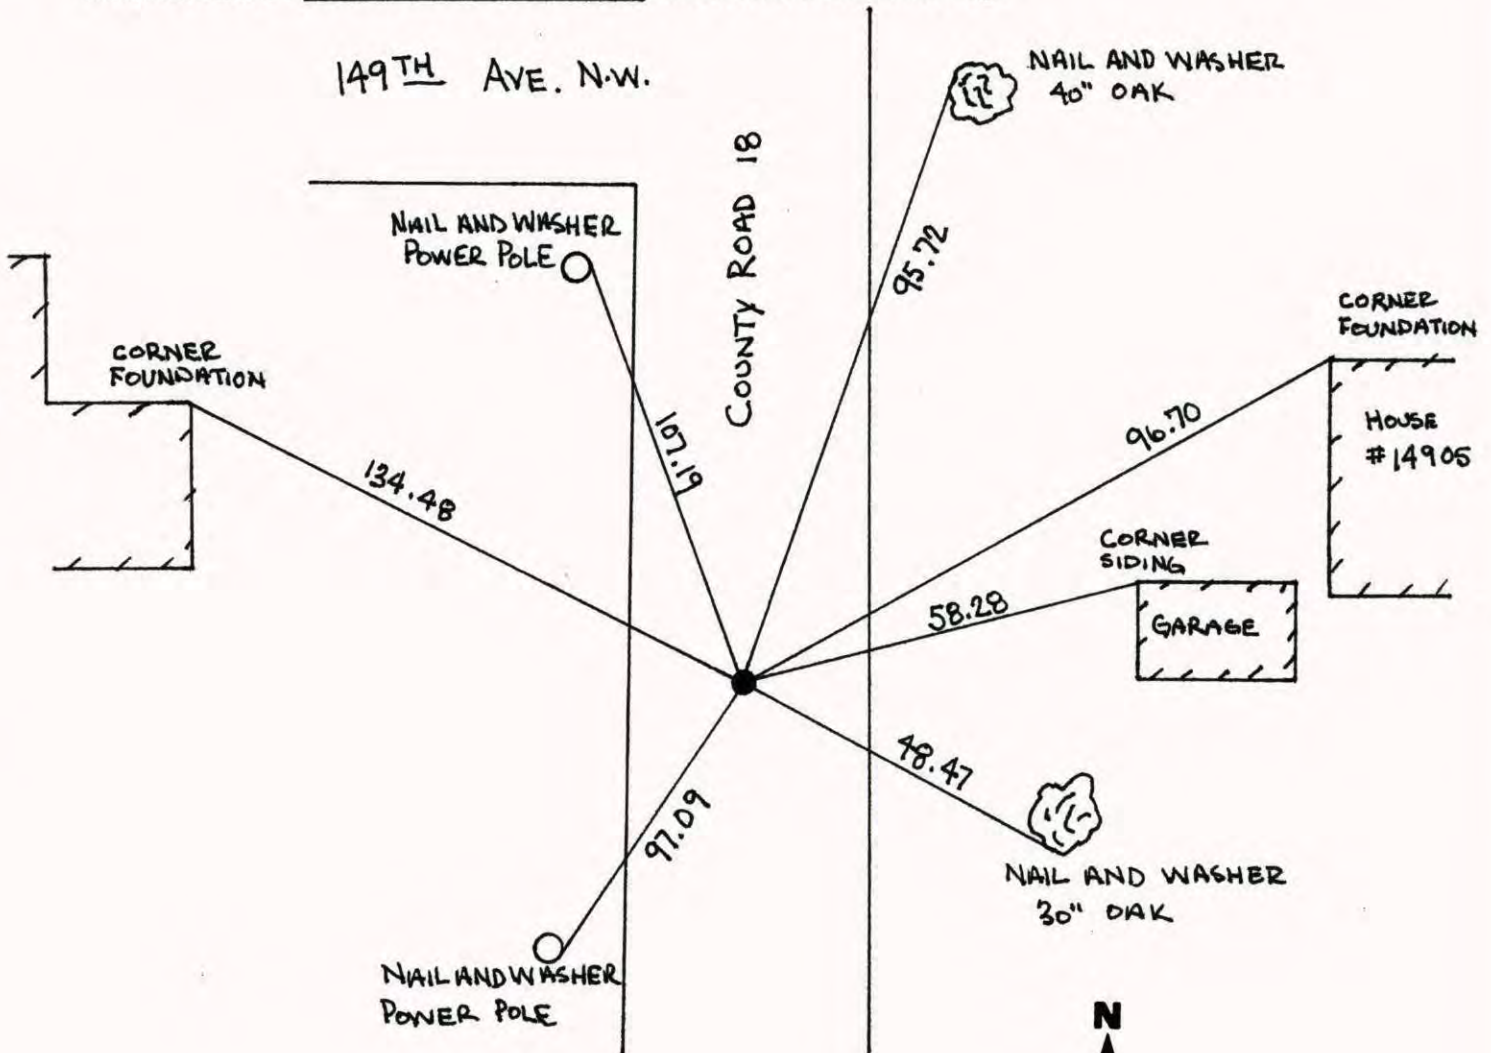 149TH AVE. N.W.
NAIL AND WASHER
40" OAK
COUNTY ROAD 18
NAIL AND WASHER
POWER POLE
95.72
CORNER
FOUNDATION
CORNER
FOUNDATION
107.19
96.70
HOUSE
#14905
134.48
CORNER
SIDING
58.28
GARAGE
48.47
97.09
NAIL AND WASHER
30" OAK
NAIL AND WASHER
POWER POLE
N